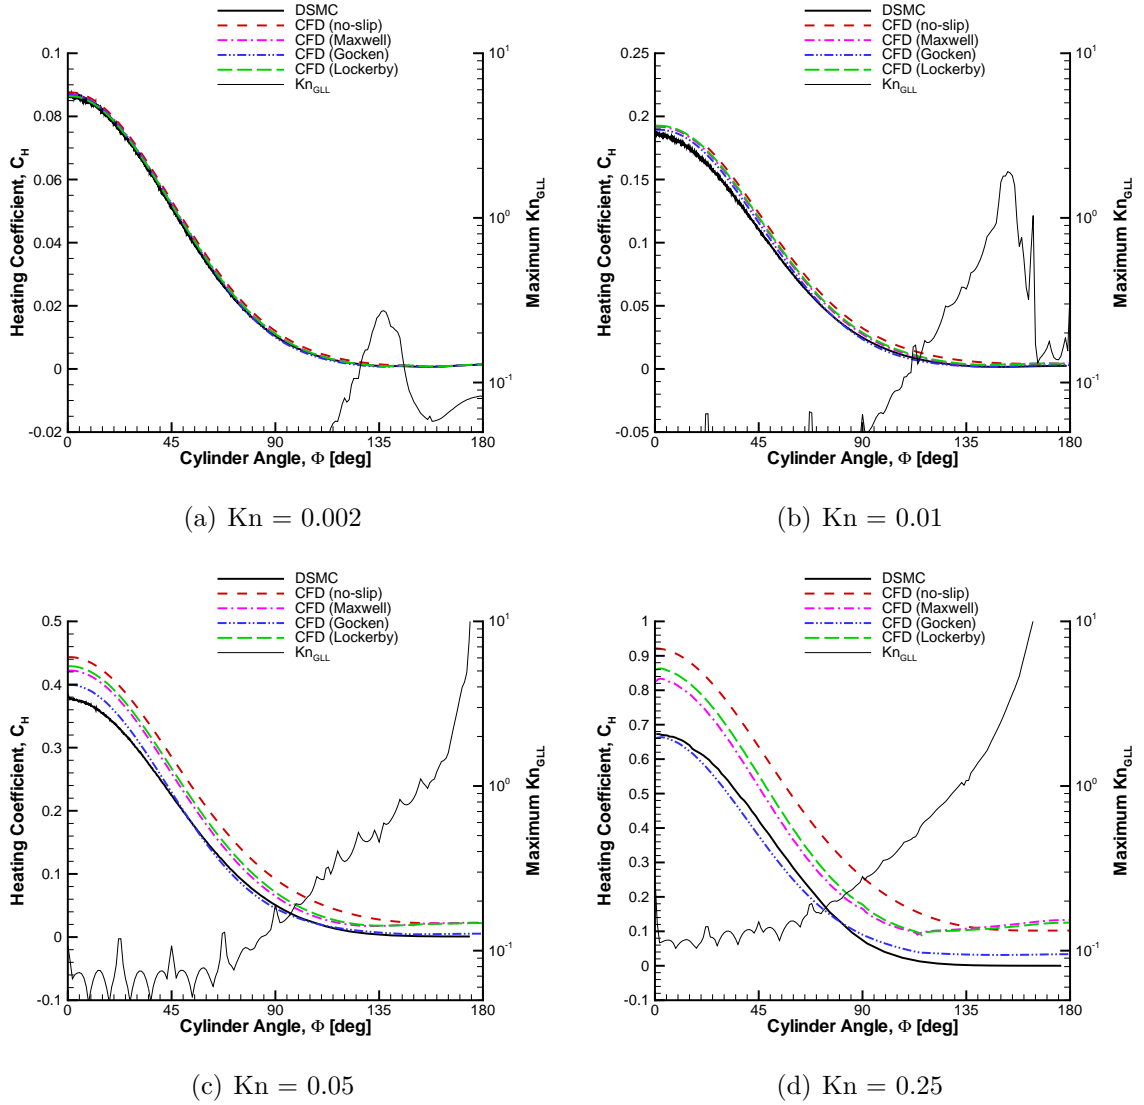 DSMC
CFD (no-slip)
CFD (Maxwell)
CFD (Gocken)
CFD (Lockerby)
Kn_GLL
Heating Coefficient, C_H
0.1
0.08
0.06
0.04
0.02
0
-0.02
0 45 90 135 180
Cylinder Angle, Φ [deg]
10^1
10^0
10^-1
Maximum Kn_GLL
(a) Kn = 0.002
DSMC
CFD (no-slip)
CFD (Maxwell)
CFD (Gocken)
CFD (Lockerby)
Kn_GLL
Heating Coefficient, C_H
0.25
0.2
0.15
0.1
0.05
0
-0.05
0 45 90 135 180
Cylinder Angle, Φ [deg]
10^1
10^0
10^-1
Maximum Kn_GLL
(b) Kn = 0.01
DSMC
CFD (no-slip)
CFD (Maxwell)
CFD (Gocken)
CFD (Lockerby)
Kn_GLL
Heating Coefficient, C_H
0.5
0.4
0.3
0.2
0.1
0
-0.1
0 45 90 135 180
Cylinder Angle, Φ [deg]
10^1
10^0
10^-1
Maximum Kn_GLL
(c) Kn = 0.05
DSMC
CFD (no-slip)
CFD (Maxwell)
CFD (Gocken)
CFD (Lockerby)
Kn_GLL
Heating Coefficient, C_H
1
0.9
0.8
0.7
0.6
0.5
0.4
0.3
0.2
0.1
0
-0.1
0 45 90 135 180
Cylinder Angle, Φ [deg]
10^1
10^0
10^-1
Maximum Kn_GLL
(d) Kn = 0.25